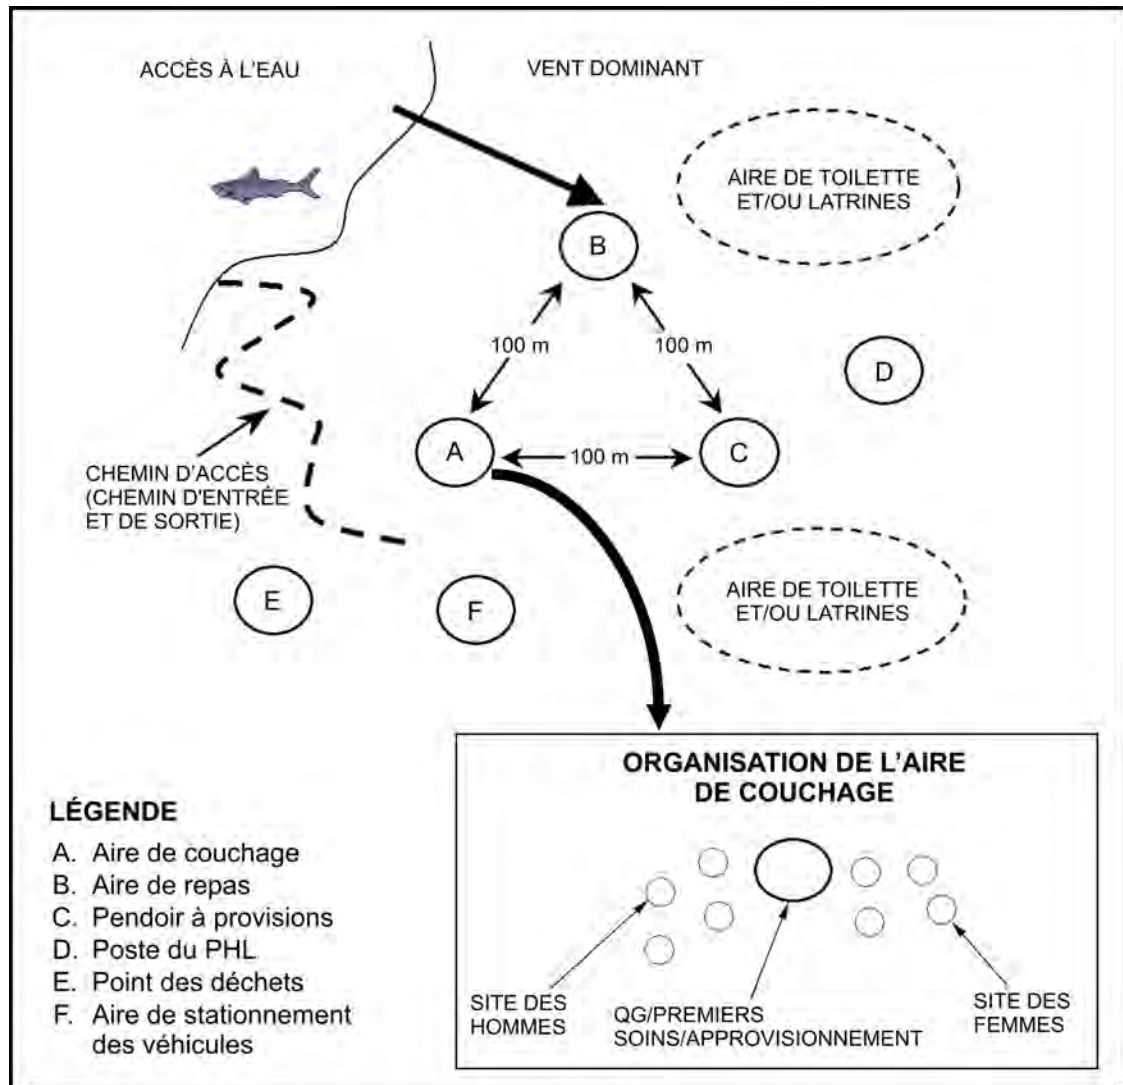 ACCÈS À L'EAU
VENT DOMINANT
AIRE DE TOILETTE
ET/OU LATRINES
B
100 m
100 m
D
A
100 m
C
CHEMIN D'ACCÈS
(CHEMIN D'ENTRÉE
ET DE SORTIE)
E
F
AIRE DE TOILETTE
ET/OU LATRINES
ORGANISATION DE L'AIRE
DE COUCHAGE
SITE DES
HOMMES
QG/PREMIERS
SOINS/APPROVISIONNEMENT
SITE DES
FEMMES
LÉGENDE
A. Aire de couchage
B. Aire de repas
C. Pendoir à provisions
D. Poste du PHL
E. Point des déchets
F. Aire de stationnement
des véhicules